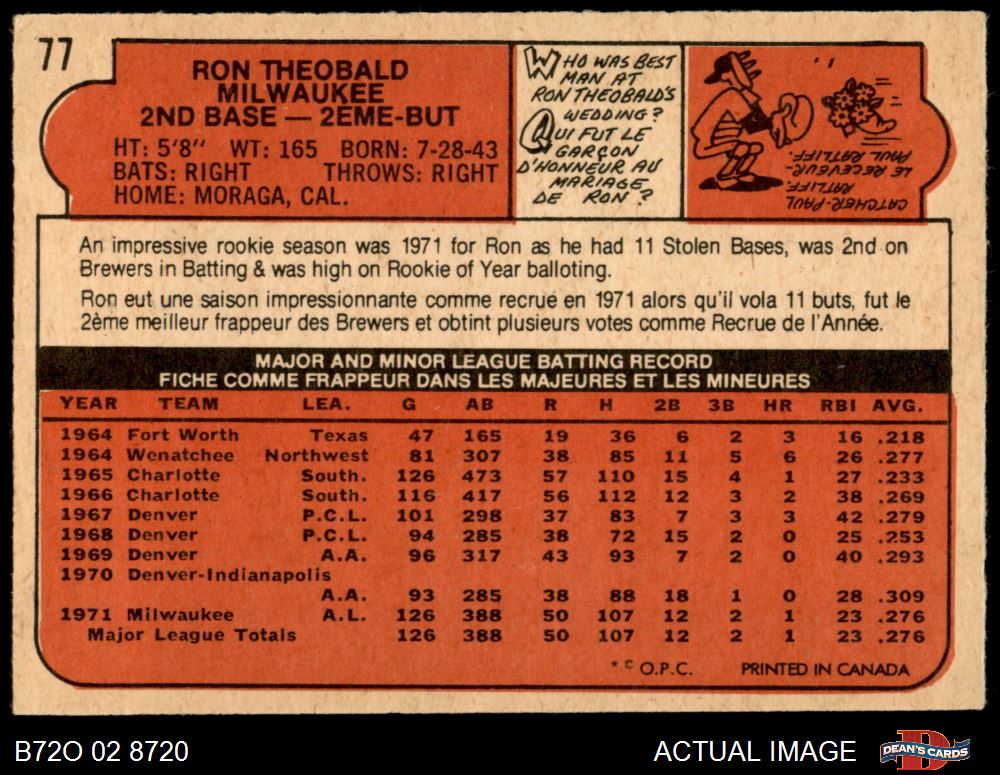 77
RON THEOBALD
MILWAUKEE
2ND BASE — 2EME-BUT
HT: 5'8" WT: 165 BORN: 7-28-43
BATS: RIGHT THROWS: RIGHT
HOME: MORAGA, CAL.
WHO WAS BEST
MAN AT
RON THEOBALD'S
WEDDING?
QUI FUT LE
GARÇON
D'HONNEUR AU
MARIAGE
DE RON?
CATCHER-PAUL
RATLIFF
LE RECEVEUR-
PAUL RATLIFF
An impressive rookie season was 1971 for Ron as he had 11 Stolen Bases, was 2nd on
Brewers in Batting & was high on Rookie of Year balloting.
Ron eut une saison impressionnante comme recrue en 1971 alors qu'il vola 11 buts, fut le
2ème meilleur frappeur des Brewers et obtint plusieurs votes comme Recrue de l'Année.
MAJOR AND MINOR LEAGUE BATTING RECORD
FICHE COMME FRAPPEUR DANS LES MAJEURES ET LES MINEURES
YEAR TEAM LEA. G AB R H 2B 3B HR RBI AVG.
1964 Fort Worth Texas 47 165 19 36 6 2 3 16 .218
1964 Wenatchee Northwest 81 307 38 85 11 5 6 26 .277
1965 Charlotte South. 126 473 57 110 15 4 1 27 .233
1966 Charlotte South. 116 417 56 112 12 3 2 38 .269
1967 Denver P.C.L. 101 298 37 83 7 3 3 42 .279
1968 Denver P.C.L. 94 285 38 72 15 2 0 25 .253
1969 Denver A.A. 96 317 43 93 7 2 0 40 .293
1970 Denver-Indianapolis
A.A. 93 285 38 88 18 1 0 28 .309
1971 Milwaukee A.L. 126 388 50 107 12 2 1 23 .276
Major League Totals 126 388 50 107 12 2 1 23 .276
* © O.P.C. PRINTED IN CANADA
B72O 02 8720 ACTUAL IMAGE DEAN'S CARDS